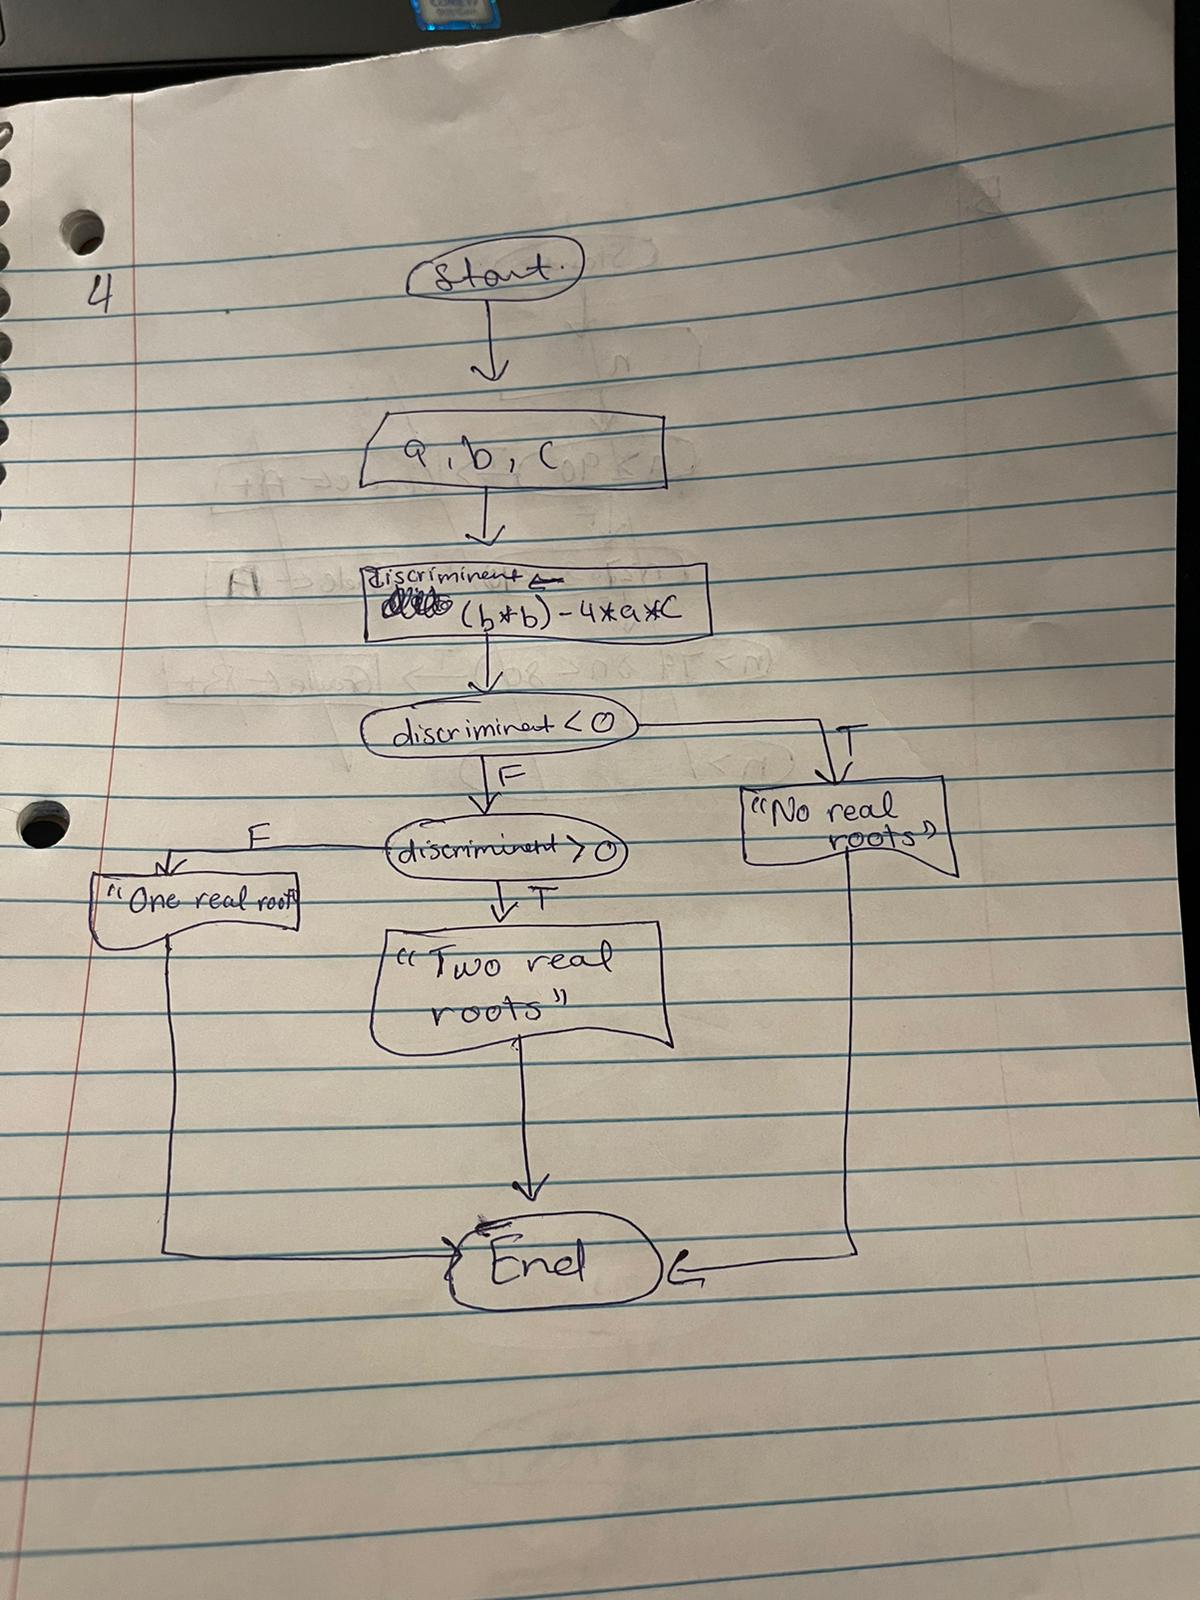 4
Start.
a, b, c
discriminent ←
(b*b) - 4*a*c
discriminent < 0
T
F
"No real
roots"
discriminent > 0
F
T
"One real root
"Two real
roots"
End